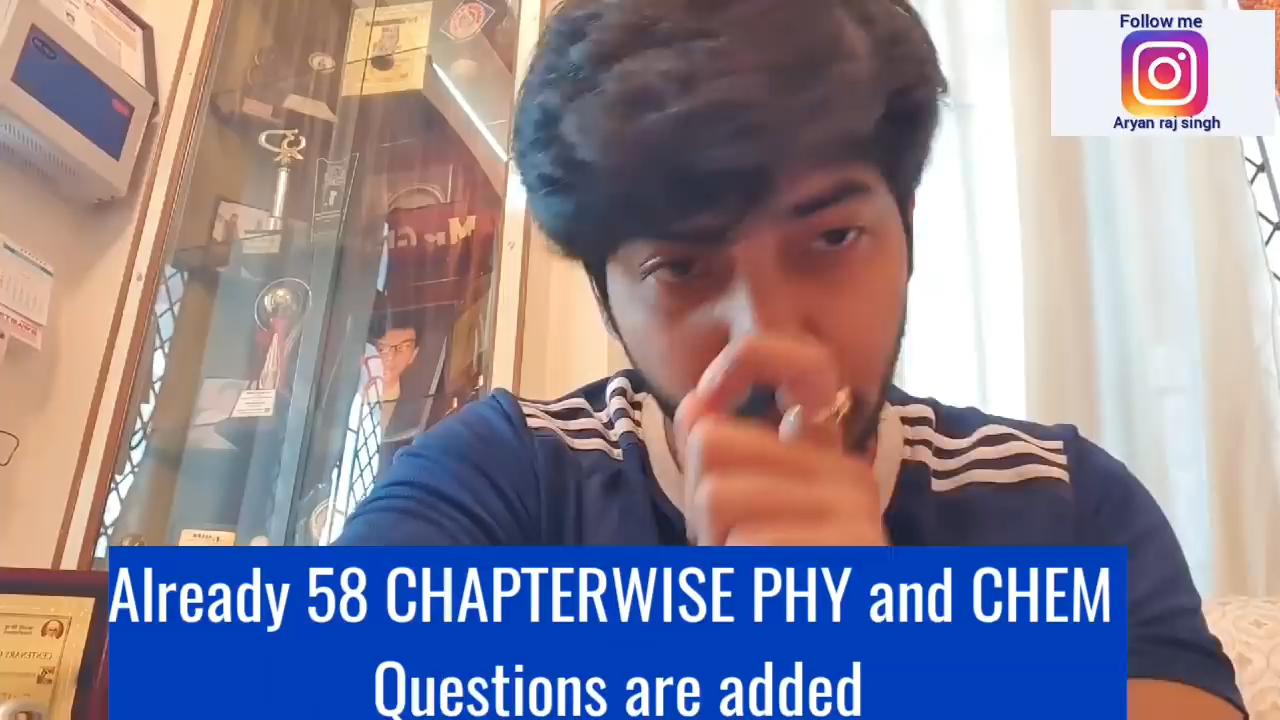 Follow me
Aryan raj singh
Already 58 CHAPTERWISE PHY and CHEM
Questions are added